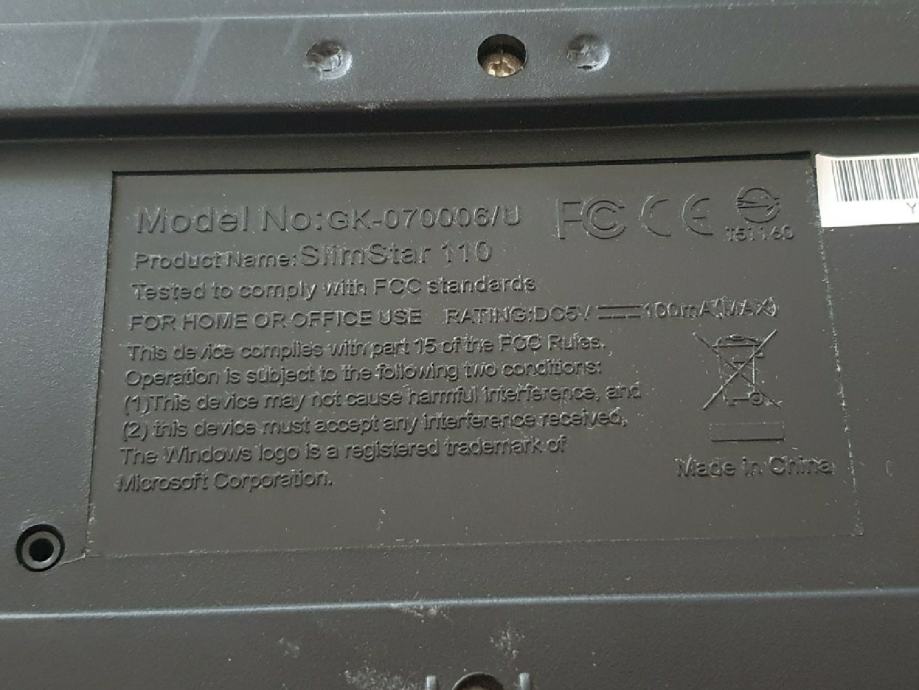 Model No:GK-070006/U
FC CE
T51160
Product Name:SlimStar 110
Tested to comply with FCC standards
FOR HOME OR OFFICE USE RATING:DC5V 100mA(MAX)
This device complies with part 15 of the FCC Rules.
Operation is subject to the following two conditions:
(1)This device may not cause harmful interference, and
(2) this device must accept any interference received,
The Windows logo is a registered trademark of
Microsoft Corporation.
Made in China
Y